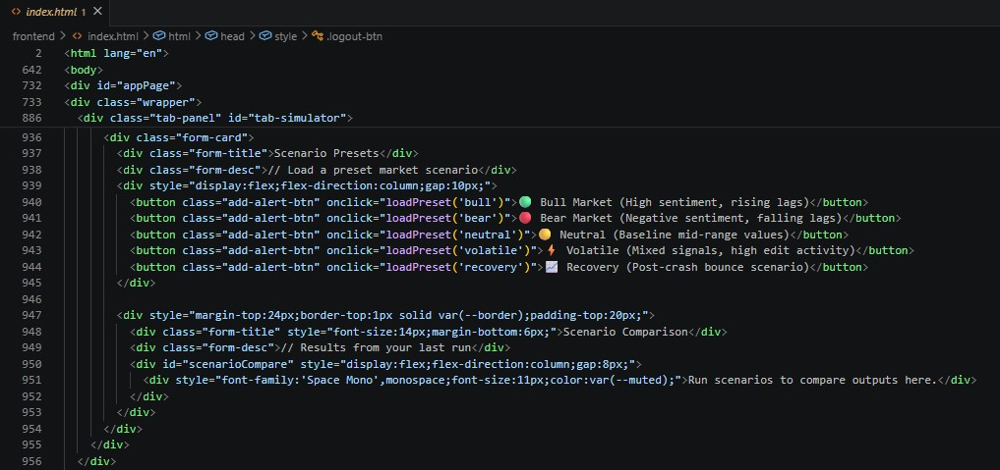 index.html 1 ×
frontend > index.html > html > head > style > .logout-btn
2 <html lang="en">
642 <body>
732 <div id="appPage">
733 <div class="wrapper">
886 <div class="tab-panel" id="tab-simulator">
936 <div class="form-card">
937 <div class="form-title">Scenario Presets</div>
938 <div class="form-desc">// Load a preset market scenario</div>
939 <div style="display:flex;flex-direction:column;gap:10px;">
940 <button class="add-alert-btn" onclick="loadPreset('bull')">🟢 Bull Market (High sentiment, rising lags)</button>
941 <button class="add-alert-btn" onclick="loadPreset('bear')">🔴 Bear Market (Negative sentiment, falling lags)</button>
942 <button class="add-alert-btn" onclick="loadPreset('neutral')">🟡 Neutral (Baseline mid-range values)</button>
943 <button class="add-alert-btn" onclick="loadPreset('volatile')">⚡ Volatile (Mixed signals, high edit activity)</button>
944 <button class="add-alert-btn" onclick="loadPreset('recovery')">📈 Recovery (Post-crash bounce scenario)</button>
945 </div>
946
947 <div style="margin-top:24px;border-top:1px solid var(--border);padding-top:20px;">
948 <div class="form-title" style="font-size:14px;margin-bottom:6px;">Scenario Comparison</div>
949 <div class="form-desc">// Results from your last run</div>
950 <div id="scenarioCompare" style="display:flex;flex-direction:column;gap:8px;">
951 <div style="font-family:'Space Mono',monospace;font-size:11px;color:var(--muted);">Run scenarios to compare outputs here.</div>
952 </div>
953 </div>
954 </div>
955 </div>
956 </div>